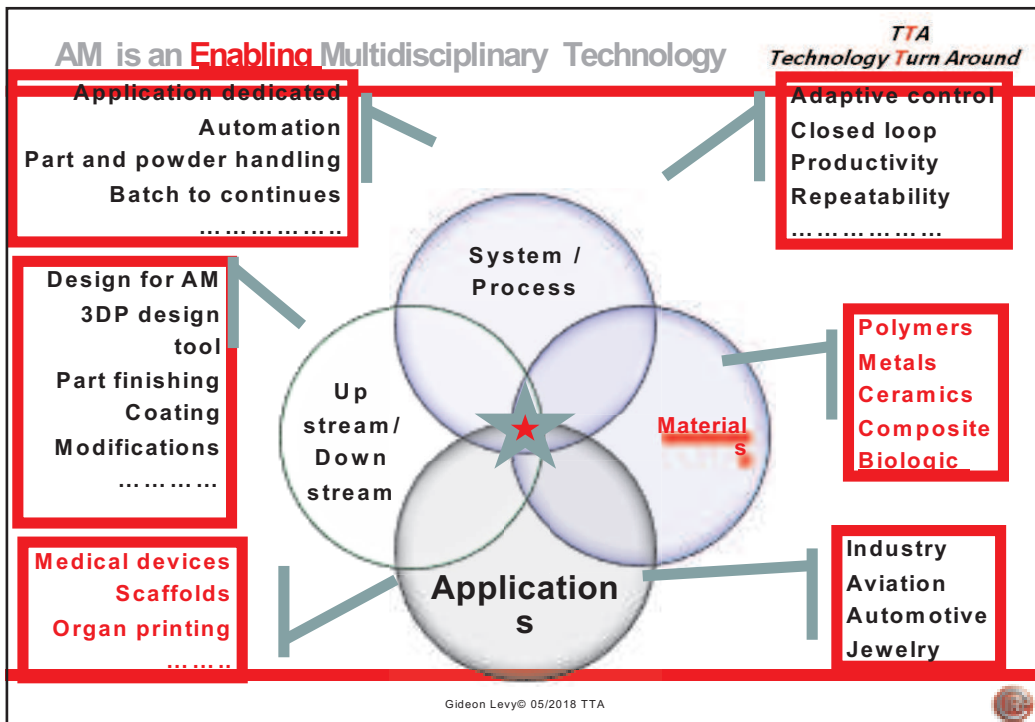 AM is an Enabling Multidisciplinary Technology
TTA
Technology Turn Around
Application dedicated
Automation
Part and powder handling
Batch to continues
……………..
Adaptive control
Closed loop
Productivity
Repeatability
………………
System /
Process
Design for AM
3DP design
tool
Part finishing
Coating
Modifications
…………
Up
stream/
Down
stream
Material
s
Polymers
Metals
Ceramics
Composite
Biologic
Medical devices
Scaffolds
Organ printing
……..
Application
s
Industry
Aviation
Automotive
Jewelry
Gideon Levy© 05/2018 TTA